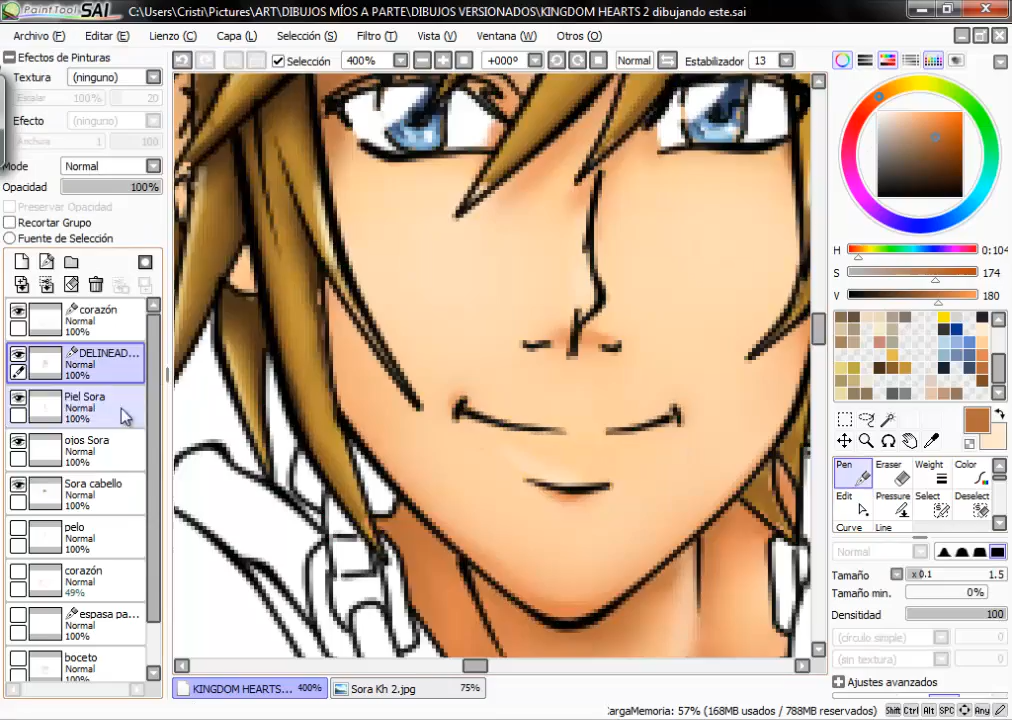 PaintTool SAI C:\Users\Cristi\Pictures\ART\DIBUJOS MÍOS A PARTE\DIBUJOS VERSIONADOS\KINGDOM HEARTS 2 dibujando este.sai
Archivo (F) Editar (E) Lienzo (C) Capa (L) Selección (S) Filtro (T) Vista (V) Ventana (W) Otros (O)
Efectos de Pinturas
Selección 400% +000° Normal Estabilizador 13
Textura (ninguno)
Escalar 100% 20
Efecto (ninguno)
Anchura 1 100
Mode Normal
Opacidad 100%
Preservar Opacidad
Recortar Grupo
Fuente de Selección
corazón
Normal
100%
DELINEAD...
Normal
100%
Piel Sora
Normal
100%
ojos Sora
Normal
100%
Sora cabello
Normal
100%
pelo
Normal
100%
corazón
Normal
49%
espasa pa...
Normal
100%
boceto
Normal
100%
H 0:104
S 174
V 180
Pen Eraser Weight Color
Edit Pressure Select Deselect
Curve Line
Normal
Tamaño x0.1 1.5
Tamaño min. 0%
Densitidad 100
(círculo simple) 0
(sin textura) 0
Ajustes avanzados
KINGDOM HEARTS... 400% Sora Kh 2.jpg 75%
CargaMemoria: 57% (168MB usados / 788MB reservados) Shift Ctrl Alt SPC Any